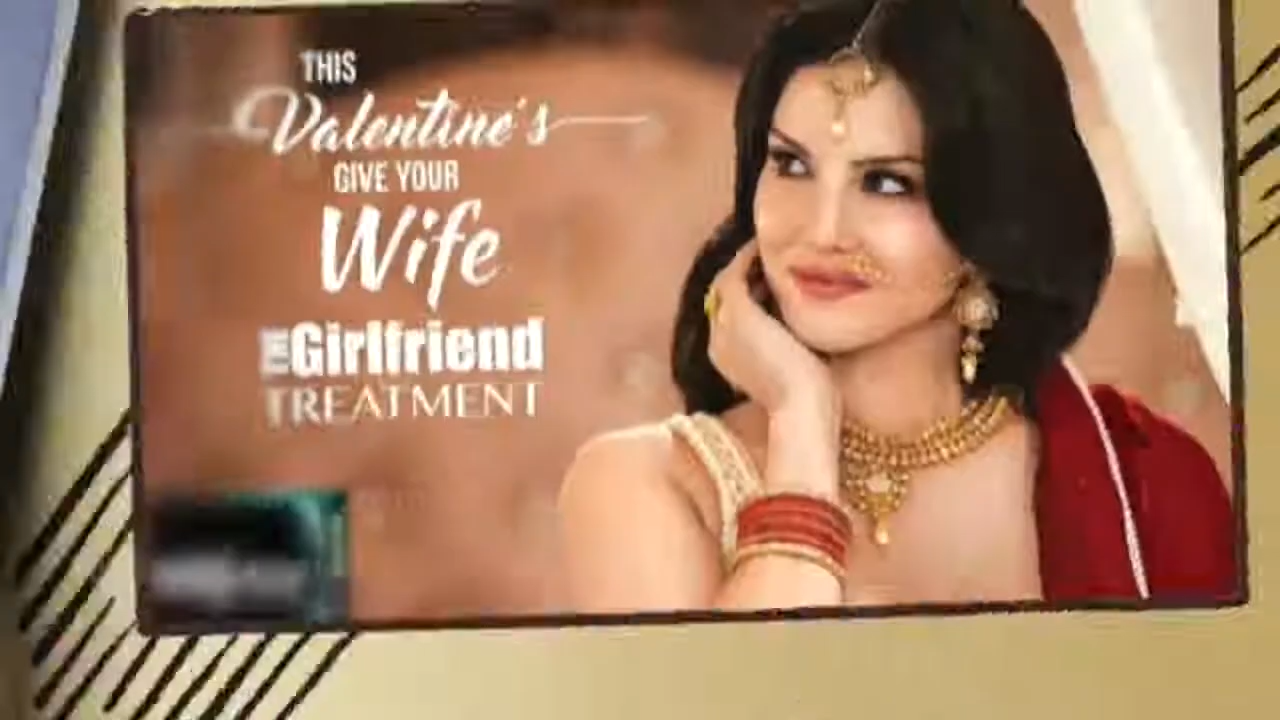 THIS
Valentine's
GIVE YOUR
Wife
Girlfriend
TREATMENT